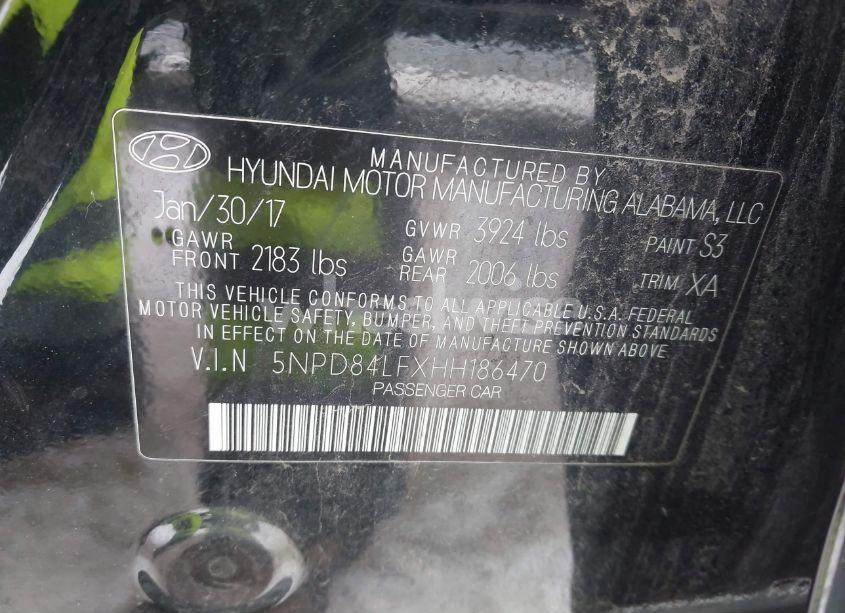 MANUFACTURED BY
HYUNDAI MOTOR MANUFACTURING ALABAMA, LLC
Jan/30/17 GVWR 3924 lbs PAINT S3
GAWR FRONT 2183 lbs GAWR REAR 2006 lbs TRIM XA
THIS VEHICLE CONFORMS TO ALL APPLICABLE U.S.A. FEDERAL
MOTOR VEHICLE SAFETY, BUMPER, AND THEFT PREVENTION STANDARDS
IN EFFECT ON THE DATE OF MANUFACTURE SHOWN ABOVE
V.I.N 5NPD84LFXHH186470
PASSENGER CAR